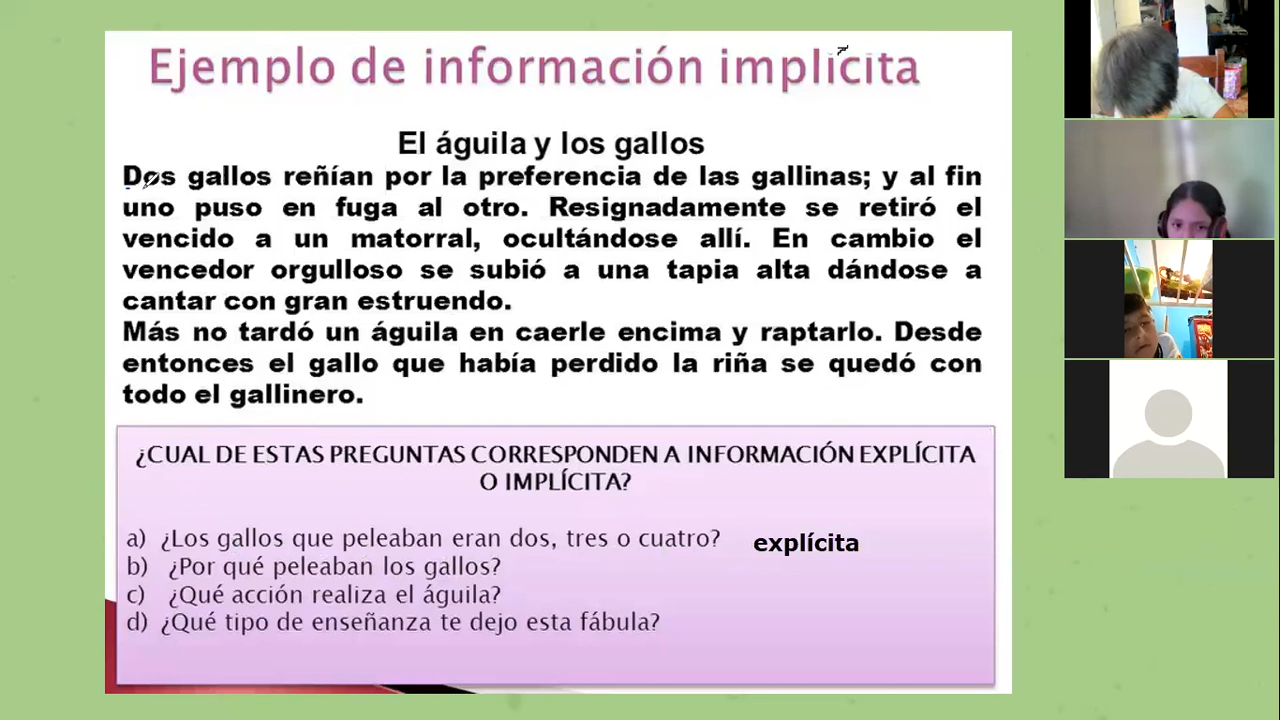 Ejemplo de información implícita
El águila y los gallos
Dos gallos reñían por la preferencia de las gallinas; y al fin
uno puso en fuga al otro. Resignadamente se retiró el
vencido a un matorral, ocultándose allí. En cambio el
vencedor orgulloso se subió a una tapia alta dándose a
cantar con gran estruendo.
Más no tardó un águila en caerle encima y raptarlo. Desde
entonces el gallo que había perdido la riña se quedó con
todo el gallinero.
¿CUAL DE ESTAS PREGUNTAS CORRESPONDEN A INFORMACIÓN EXPLÍCITA
O IMPLÍCITA?
a) ¿Los gallos que peleaban eran dos, tres o cuatro? explícita
b) ¿Por qué peleaban los gallos?
c) ¿Qué acción realiza el águila?
d) ¿Qué tipo de enseñanza te dejo esta fábula?